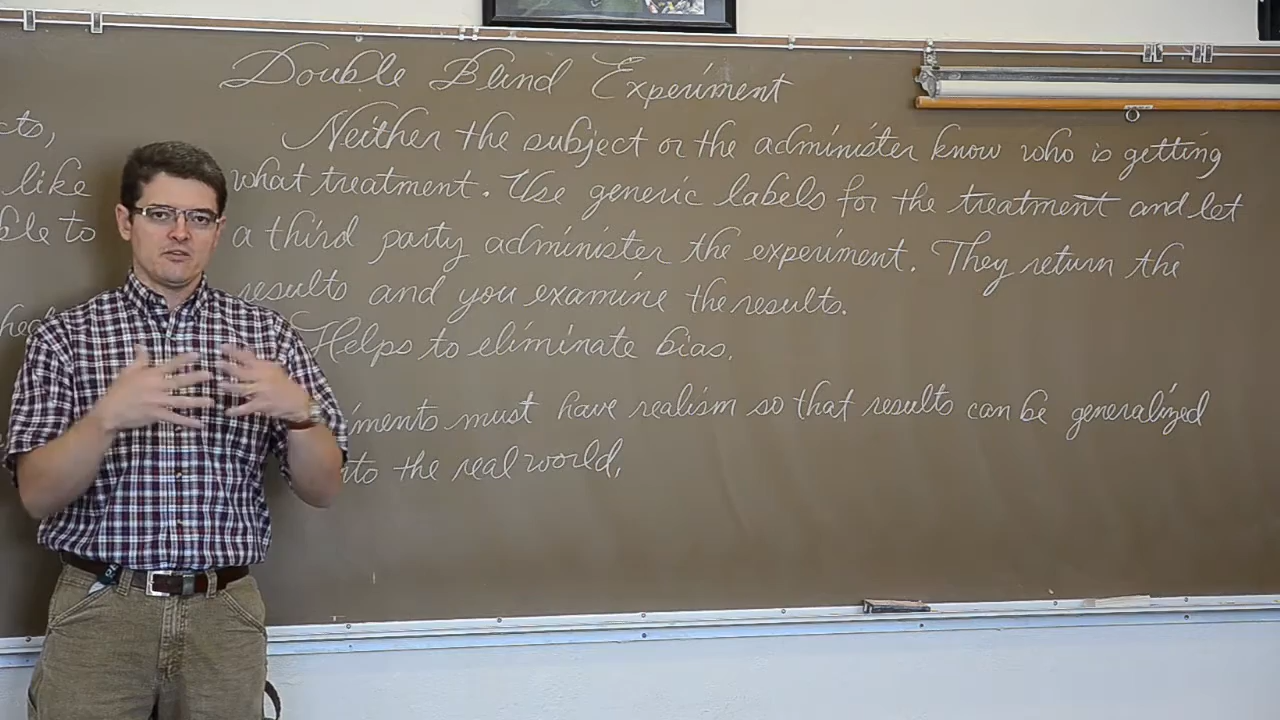 Double Blind Experiment
cts,
Neither the subject or the administer know who is getting
like
what treatment. Use generic labels for the treatment and let
ble to
a third party administer the experiment. They return the
results and you examine the results.
Helps to eliminate bias.
iments must have realism so that results can be generalized
into the real world.